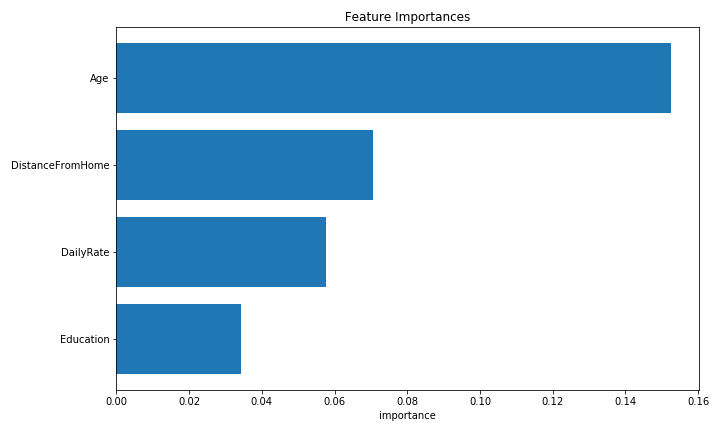 Feature Importances
Age
DistanceFromHome
DailyRate
Education
0.00 0.02 0.04 0.06 0.08 0.10 0.12 0.14 0.16
importance